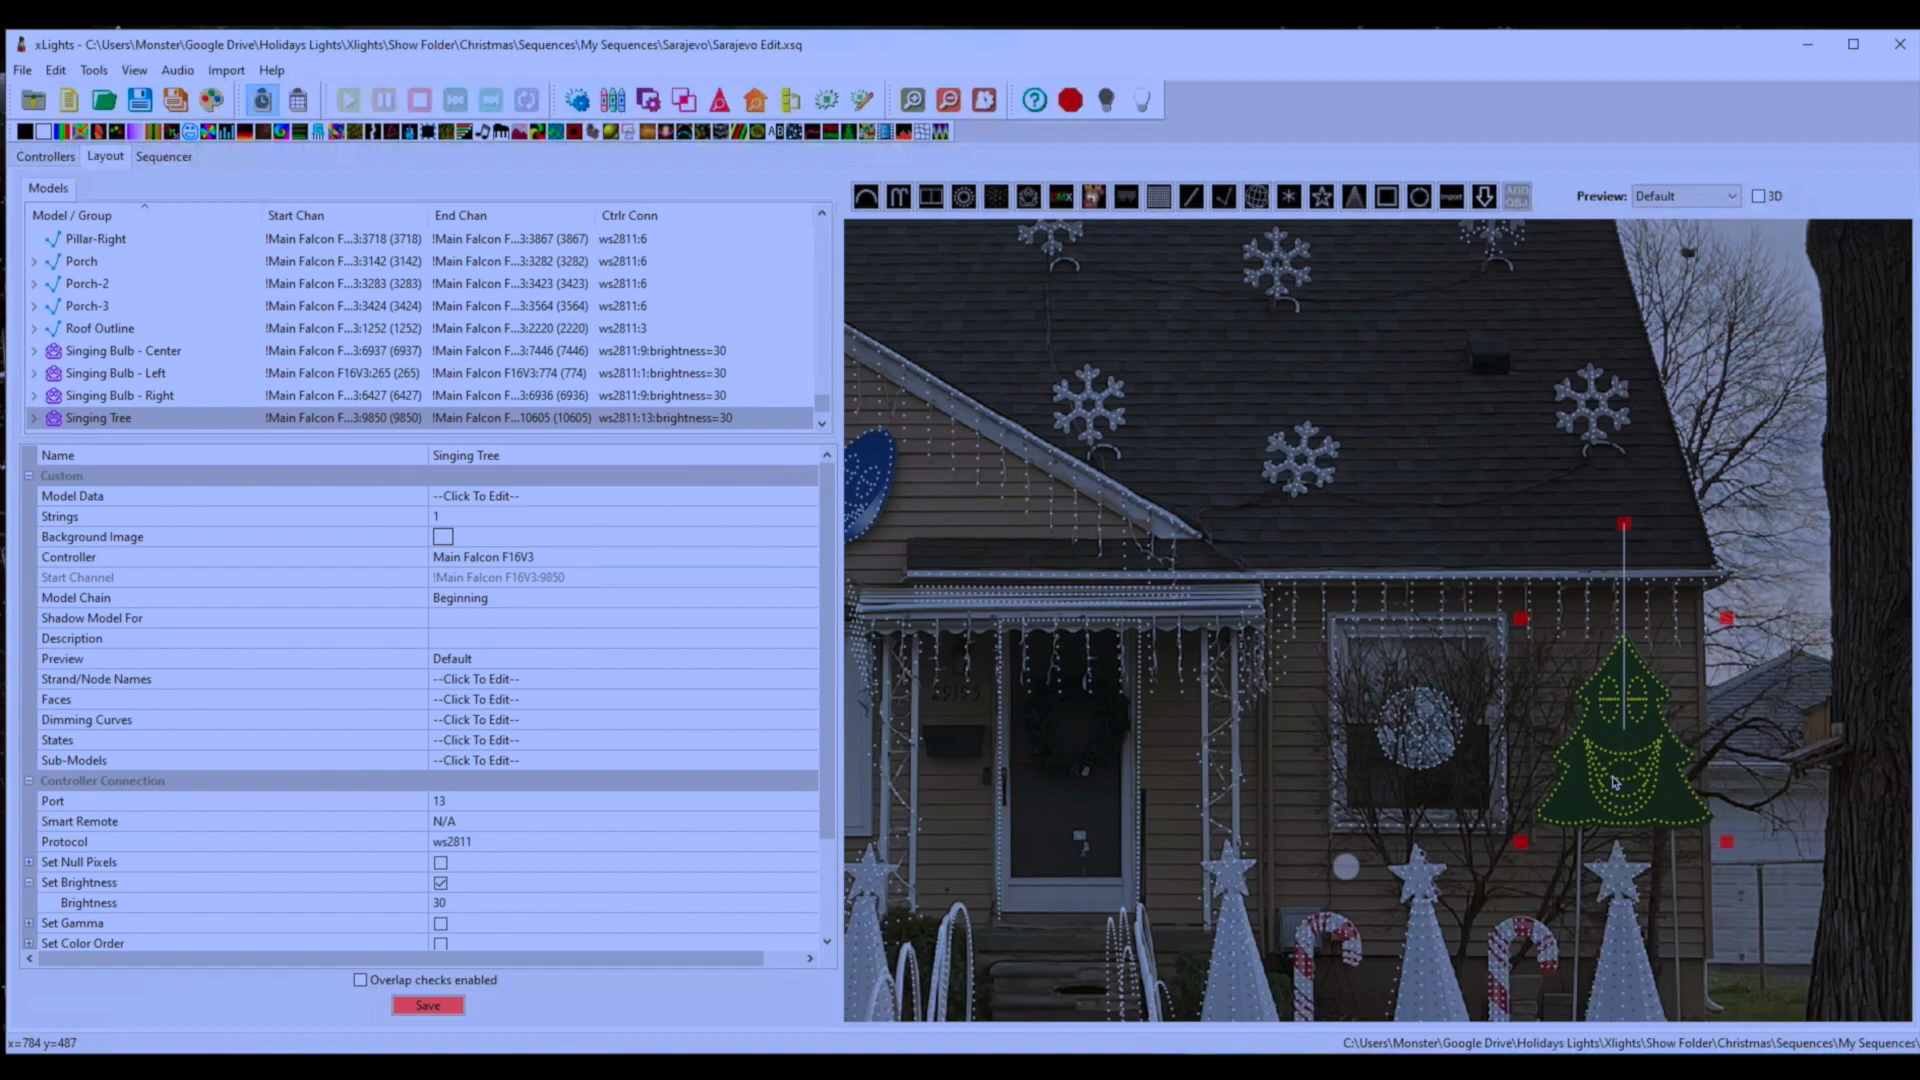 xLights - C:\Users\Monster\Google Drive\Holidays Lights\Xlights\Show Folder\Christmas\Sequences\My Sequences\Sarajevo\Sarajevo Edit.xsq
File Edit Tools View Audio Import Help
Controllers Layout Sequencer
Models
DMX Import ADD OBJ Preview: Default 3D
Model / Group Start Chan End Chan Ctrlr Conn
Pillar-Right !Main Falcon F...3:3718 (3718) !Main Falcon F...3:3867 (3867) ws2811:6
Porch !Main Falcon F...3:3142 (3142) !Main Falcon F...3:3282 (3282) ws2811:6
Porch-2 !Main Falcon F...3:3283 (3283) !Main Falcon F...3:3423 (3423) ws2811:6
Porch-3 !Main Falcon F...3:3424 (3424) !Main Falcon F...3:3564 (3564) ws2811:6
Roof Outline !Main Falcon F...3:1252 (1252) !Main Falcon F...3:2220 (2220) ws2811:3
Singing Bulb - Center !Main Falcon F...3:6937 (6937) !Main Falcon F...3:7446 (7446) ws2811:9:brightness=30
Singing Bulb - Left !Main Falcon F16V3:265 (265) !Main Falcon F16V3:774 (774) ws2811:1:brightness=30
Singing Bulb - Right !Main Falcon F...3:6427 (6427) !Main Falcon F...3:6936 (6936) ws2811:9:brightness=30
Singing Tree !Main Falcon F...3:9850 (9850) !Main Falcon F...10605 (10605) ws2811:13:brightness=30
Name Singing Tree
Custom
Model Data --Click To Edit--
Strings 1
Background Image
Controller Main Falcon F16V3
Start Channel !Main Falcon F16V3:9850
Model Chain Beginning
Shadow Model For
Description
Preview Default
Strand/Node Names --Click To Edit--
Faces --Click To Edit--
Dimming Curves --Click To Edit--
States --Click To Edit--
Sub-Models --Click To Edit--
Controller Connection
Port 13
Smart Remote N/A
Protocol ws2811
Set Null Pixels
Set Brightness
Brightness 30
Set Gamma
Set Color Order
Overlap checks enabled
Save
x=784 y=487
C:\Users\Monster\Google Drive\Holidays Lights\Xlights\Show Folder\Christmas\Sequences\My Sequences\